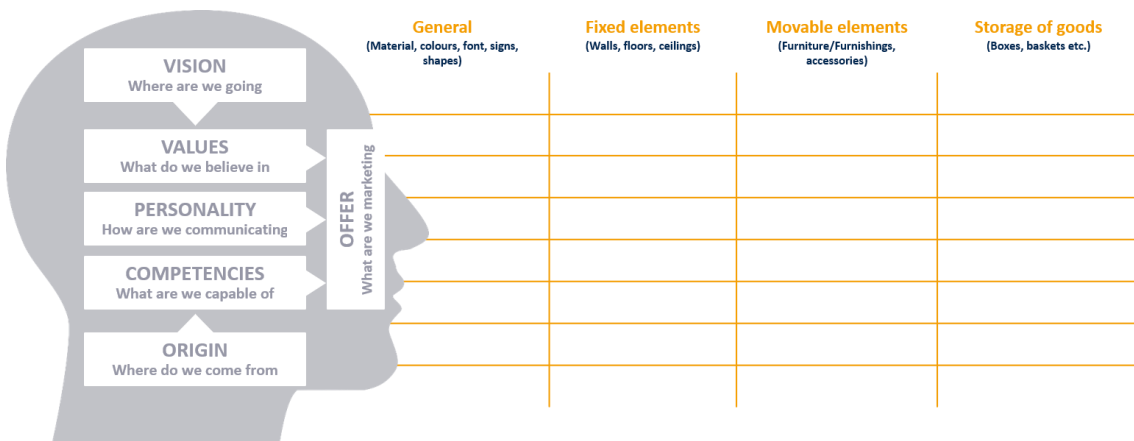 General
(Material, colours, font, signs,
shapes)
Fixed elements
(Walls, floors, ceilings)
Movable elements
(Furniture/Furnishings,
accessories)
Storage of goods
(Boxes, baskets etc.)
VISION
Where are we going
VALUES
What do we believe in
PERSONALITY
How are we communicating
COMPETENCIES
What are we capable of
ORIGIN
Where do we come from
OFFER
What are we marketing